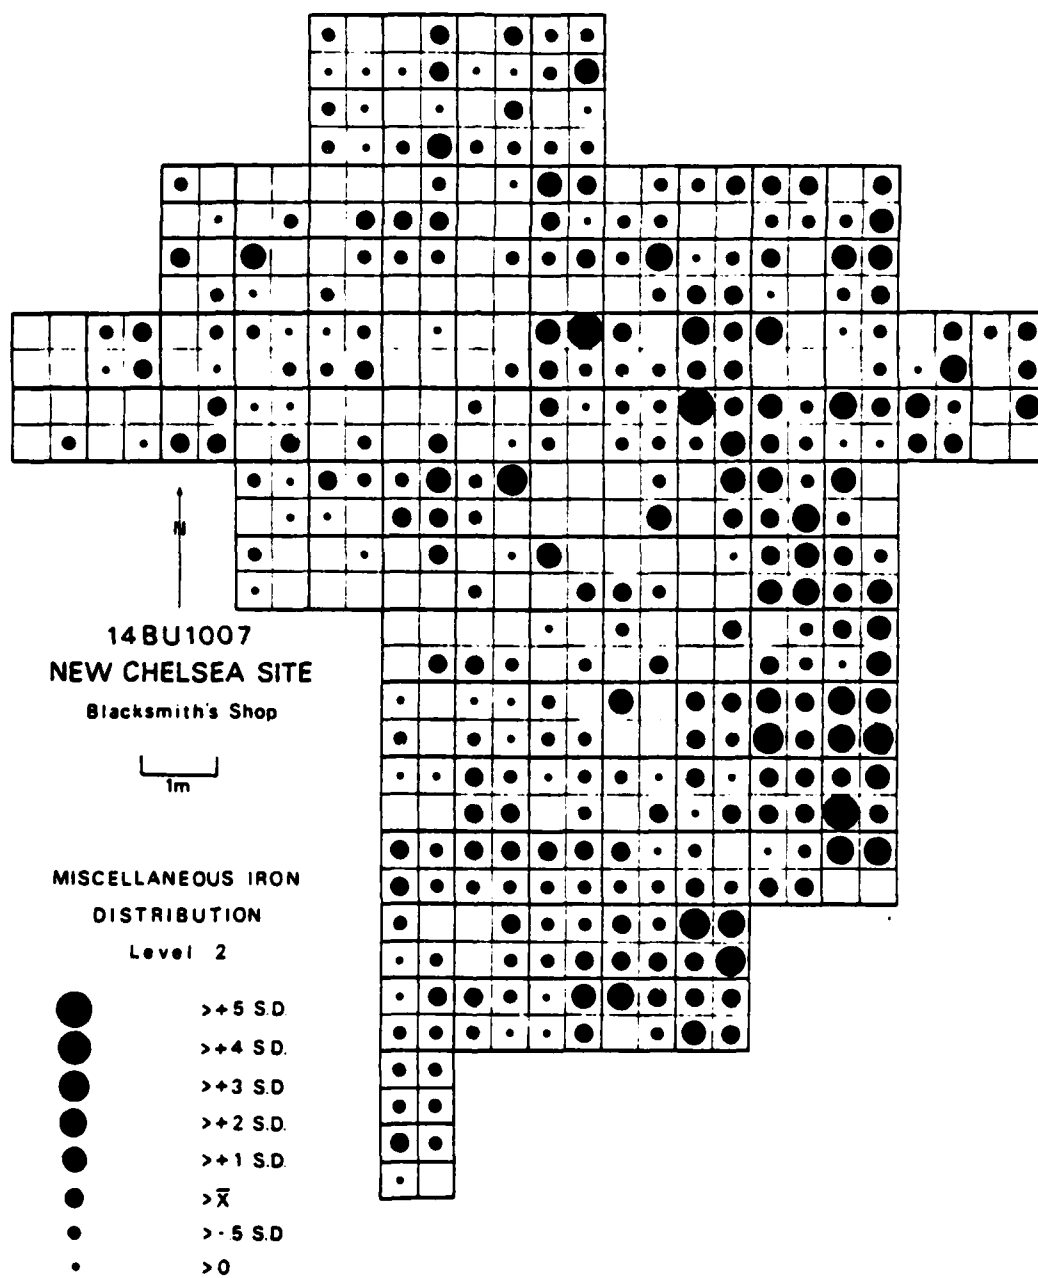 N
14BU1007
NEW CHELSEA SITE
Blacksmith's Shop
1m
MISCELLANEOUS IRON
DISTRIBUTION
Level 2
>+5 S.D.
>+4 S.D.
>+3 S.D
>+2 S.D.
>+1 S.D.
>X̅
>-.5 S.D
>0